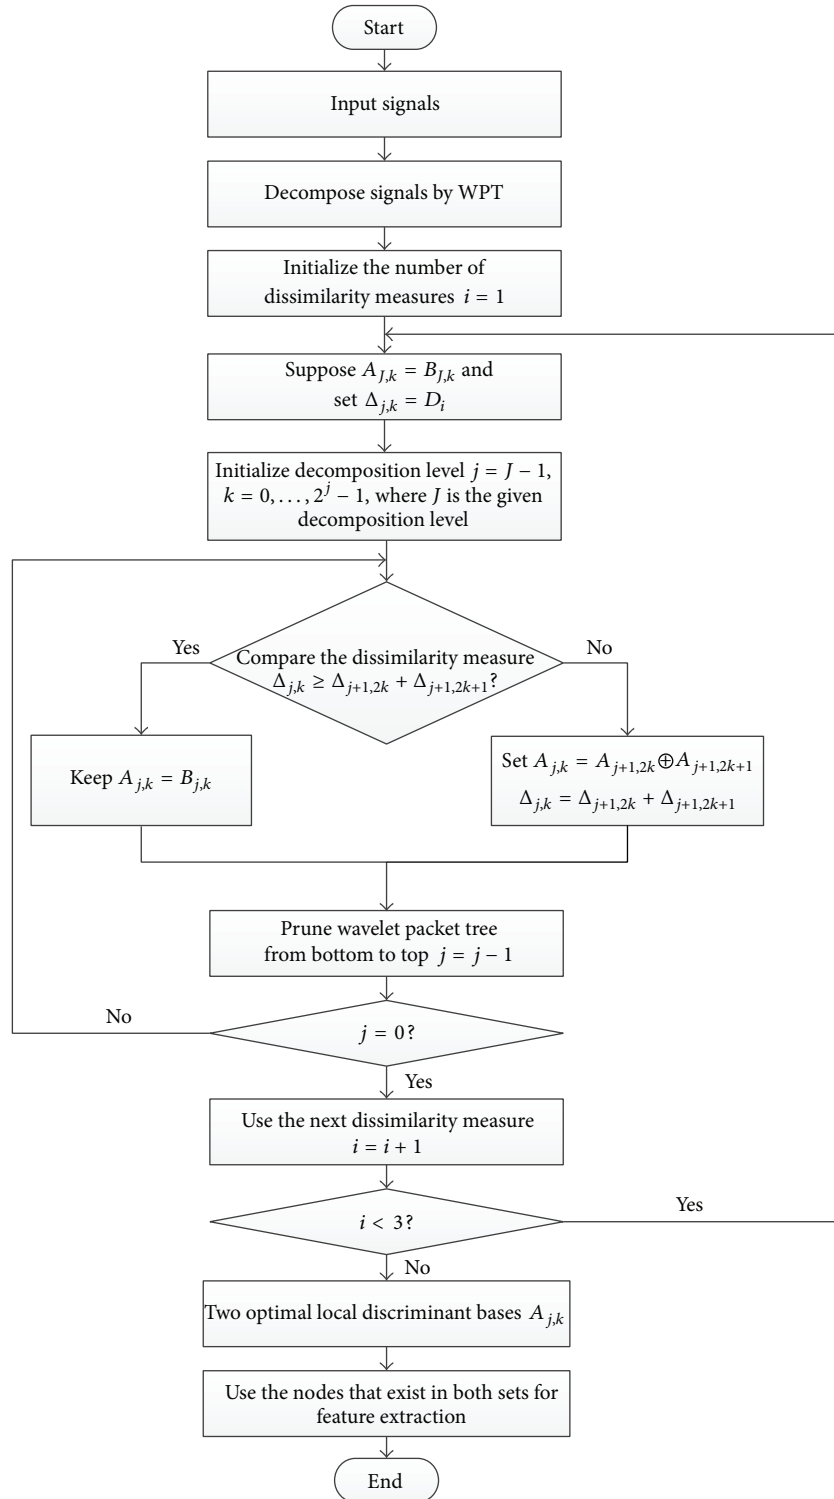 Start
Input signals
Decompose signals by WPT
Initialize the number of
dissimilarity measures i = 1
Suppose A_{J,k} = B_{J,k} and
set Δ_{j,k} = D_i
Initialize decomposition level j = J − 1,
k = 0, . . . , 2^j − 1, where J is the given
decomposition level
Yes
No
Compare the dissimilarity measure
Δ_{j,k} ≥ Δ_{j+1,2k} + Δ_{j+1,2k+1}?
Keep A_{j,k} = B_{j,k}
Set A_{j,k} = A_{j+1,2k} ⊕ A_{j+1,2k+1}
Δ_{j,k} = Δ_{j+1,2k} + Δ_{j+1,2k+1}
Prune wavelet packet tree
from bottom to top j = j − 1
No
j = 0?
Yes
Use the next dissimilarity measure
i = i + 1
Yes
i < 3?
No
Two optimal local discriminant bases A_{j,k}
Use the nodes that exist in both sets for
feature extraction
End